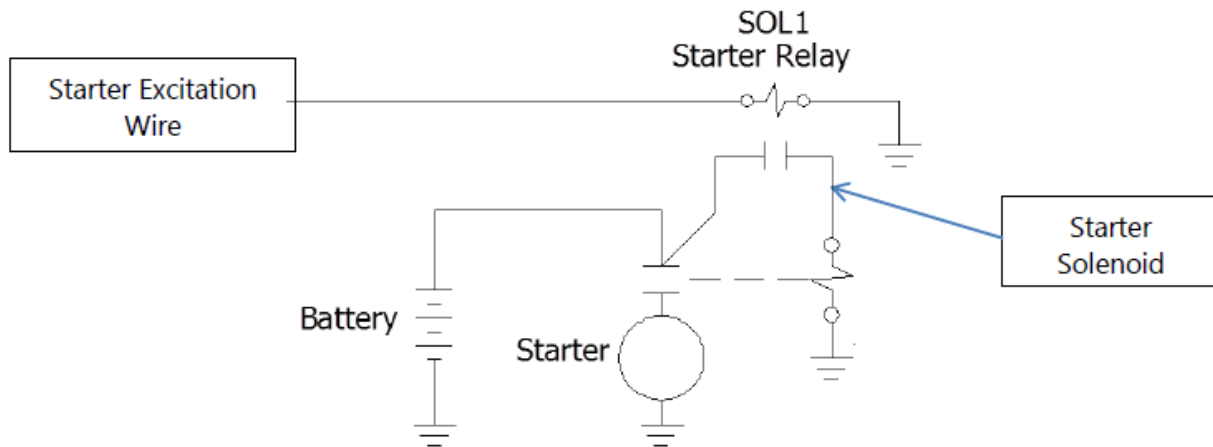 SOL1
Starter Relay
Starter Excitation
Wire
Starter
Solenoid
Battery
Starter